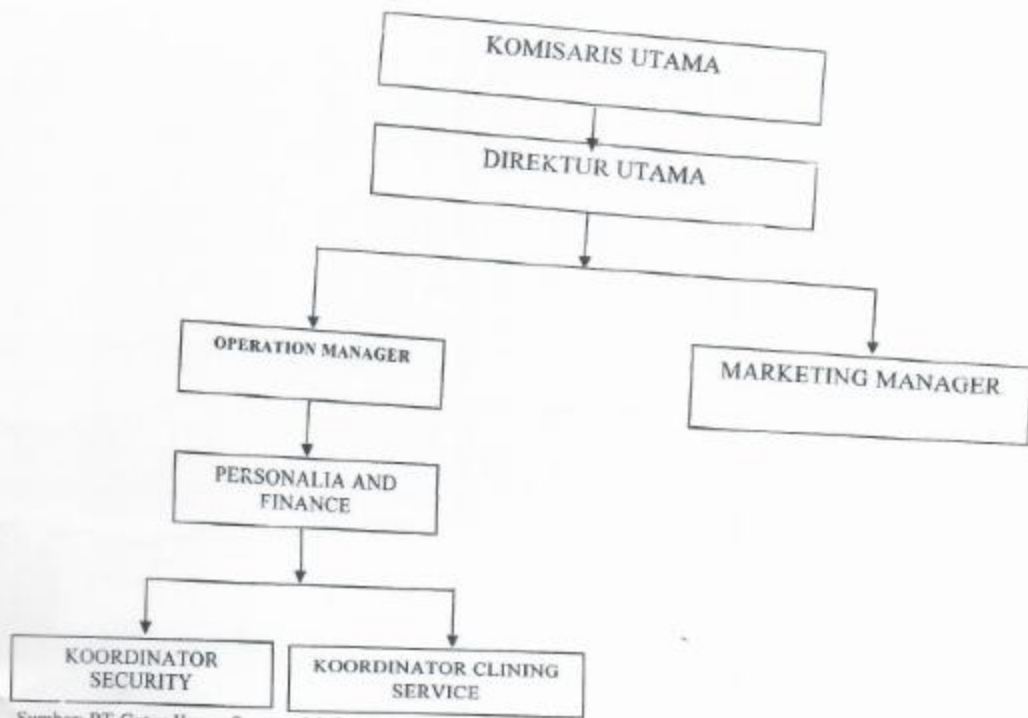 KOMISARIS UTAMA
DIREKTUR UTAMA
OPERATION MANAGER
MARKETING MANAGER
PERSONALIA AND
FINANCE
KOORDINATOR
SECURITY
KOORDINATOR CLINING
SERVICE
Sumber: PT